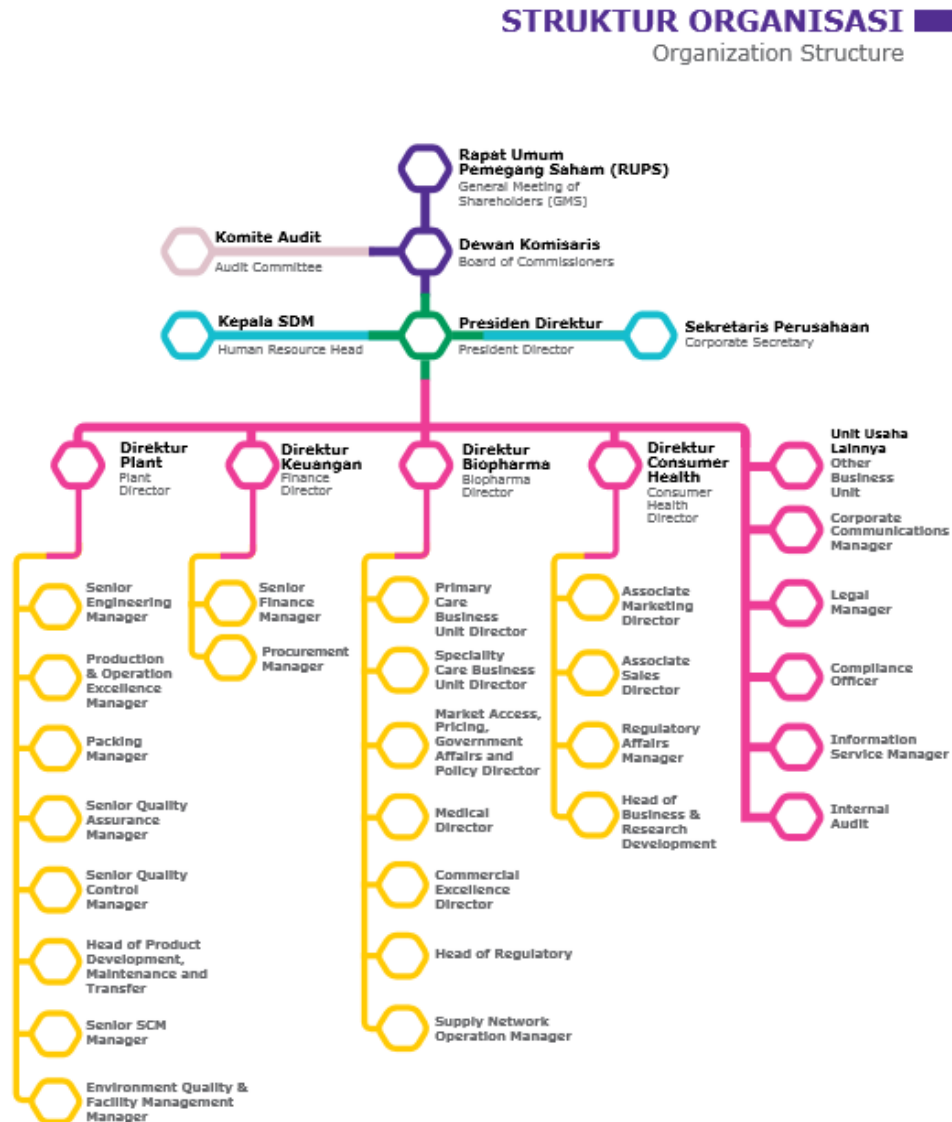 STRUKTUR ORGANISASI
Organization Structure
Rapat Umum
Pemegang Saham (RUPS)
General Meeting of
Shareholders (GMS)
Komite Audit
Audit Committee
Dewan Komisaris
Board of Commissioners
Kepala SDM
Human Resource Head
Presiden Direktur
President Director
Sekretaris Perusahaan
Corporate Secretary
Direktur
Plant
Plant
Director
Direktur
Keuangan
Finance
Director
Direktur
Biopharma
Biopharma
Director
Direktur
Consumer
Health
Consumer
Health
Director
Unit Usaha
Lainnya
Other
Business
Unit
Corporate
Communications
Manager
Legal
Manager
Compliance
Officer
Information
Service Manager
Internal
Audit
Senior
Engineering
Manager
Production
& Operation
Excellence
Manager
Packing
Manager
Senior Quality
Assurance
Manager
Senior Quality
Control
Manager
Head of Product
Development,
Maintenance and
Transfer
Senior SCM
Manager
Environment Quality &
Facility Management
Manager
Senior
Finance
Manager
Procurement
Manager
Primary
Care
Business
Unit Director
Speciality
Care Business
Unit Director
Market Access,
Pricing,
Government
Affairs and
Policy Director
Medical
Director
Commercial
Excellence
Director
Head of Regulatory
Supply Network
Operation Manager
Associate
Marketing
Director
Associate
Sales
Director
Regulatory
Affairs
Manager
Head of
Business &
Research
Development